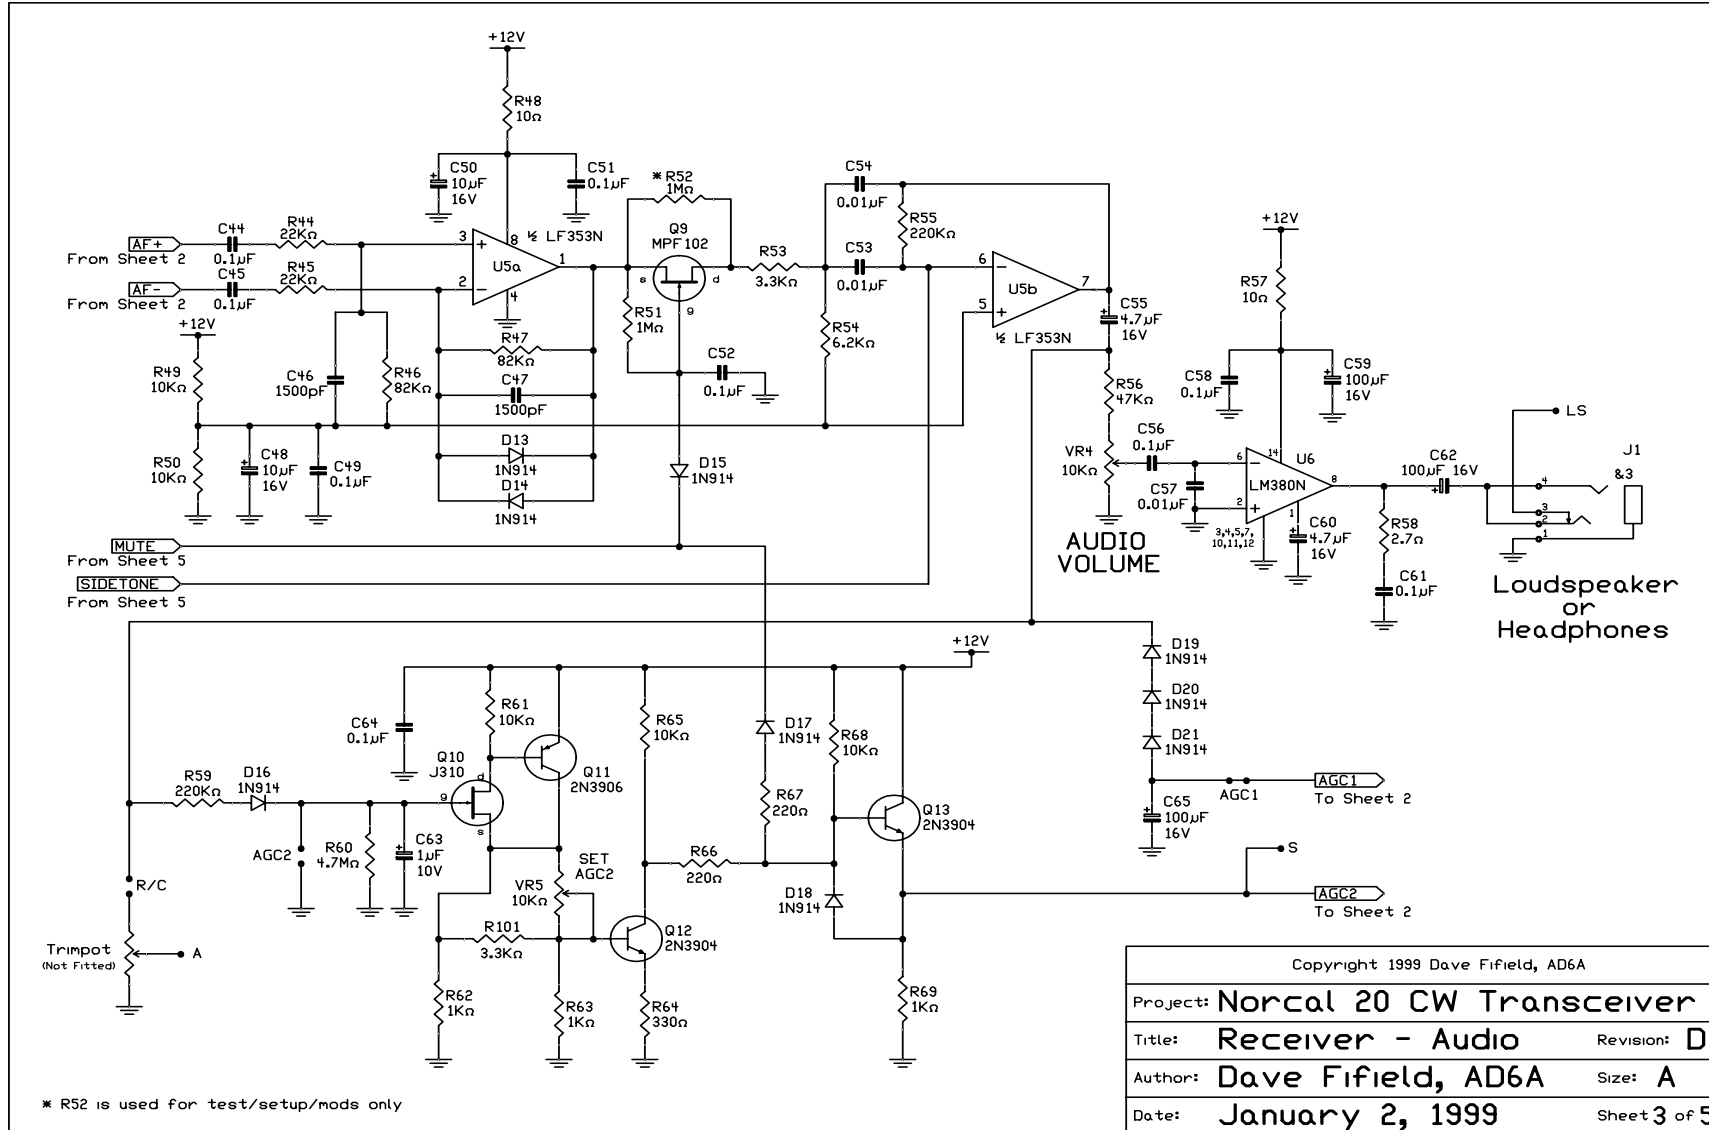 +12V
R48
10Ω
C50
10µF
16V
C51
0.1µF
* R52
1MΩ
C54
0.01µF
C44
0.1µF
R44
22KΩ
AF+
From Sheet 2
C45
0.1µF
R45
22KΩ
AF-
From Sheet 2
3
+
8
½ LF353N
1
U5a
2
-
4
Q9
MPF102
s
d
g
R53
3.3KΩ
C53
0.01µF
R55
220KΩ
6
-
7
U5b
5
+
½ LF353N
+12V
R57
10Ω
C55
4.7µF
16V
+12V
R49
10KΩ
C46
1500pF
R46
82KΩ
R47
82KΩ
C47
1500pF
R51
1MΩ
C52
0.1µF
R54
6.2KΩ
R56
47KΩ
C58
0.1µF
C59
100µF
16V
LS
R50
10KΩ
C48
10µF
16V
C49
0.1µF
D13
1N914
D14
1N914
D15
1N914
VR4
10KΩ
C56
0.1µF
C57
0.01µF
6
-
14
U6
LM380N
8
2
+
1
3,4,5,7,
10,11,12
C60
4.7µF
16V
C62
100µF 16V
R58
2.7Ω
C61
0.1µF
J1
&3
4
3
2
1
AUDIO
VOLUME
Loudspeaker
or
Headphones
MUTE
From Sheet 5
SIDETONE
From Sheet 5
+12V
D19
1N914
D20
1N914
D21
1N914
C64
0.1µF
R61
10KΩ
Q10
J310
d
g
s
Q11
2N3906
R65
10KΩ
D17
1N914
R67
220Ω
R68
10KΩ
Q13
2N3904
AGC1
AGC1
To Sheet 2
C65
100µF
16V
R59
220KΩ
D16
1N914
AGC2
R60
4.7MΩ
C63
1µF
10V
SET
AGC2
VR5
10KΩ
R66
220Ω
D18
1N914
S
AGC2
To Sheet 2
R/C
Trimpot
(Not Fitted)
A
R101
3.3KΩ
Q12
2N3904
R62
1KΩ
R63
1KΩ
R64
330Ω
R69
1KΩ
* R52 is used for test/setup/mods only
Copyright 1999 Dave Fifield, AD6A
Project: Norcal 20 CW Transceiver
Title: Receiver - Audio Revision: D
Author: Dave Fifield, AD6A Size: A
Date: January 2, 1999 Sheet 3 of 5